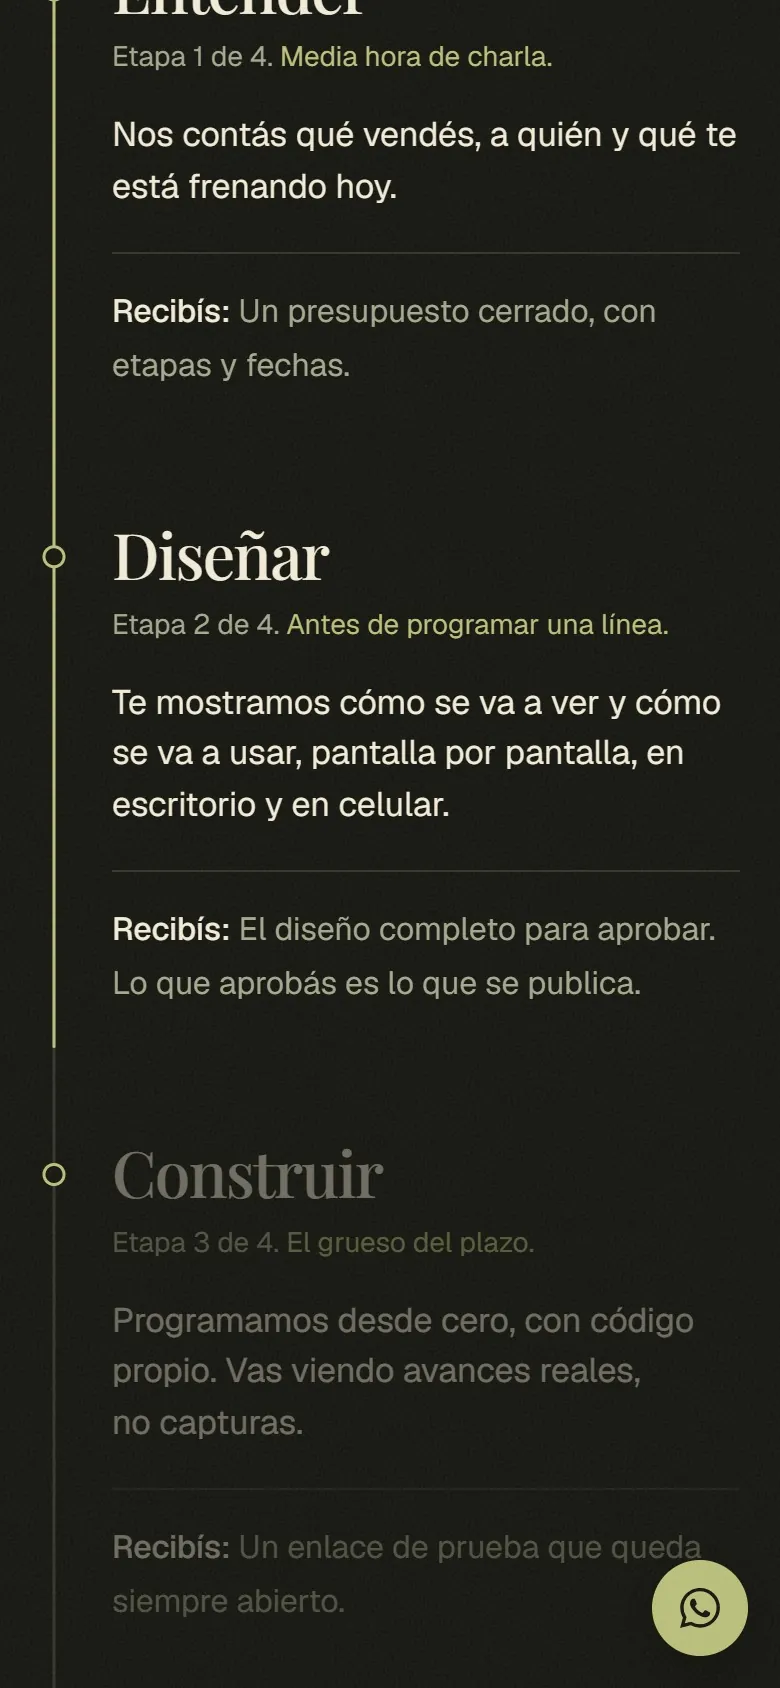 Entender
Etapa 1 de 4. Media hora de charla.
Nos contás qué vendés, a quién y qué te
está frenando hoy.
Recibís: Un presupuesto cerrado, con
etapas y fechas.
Diseñar
Etapa 2 de 4. Antes de programar una línea.
Te mostramos cómo se va a ver y cómo
se va a usar, pantalla por pantalla, en
escritorio y en celular.
Recibís: El diseño completo para aprobar.
Lo que aprobás es lo que se publica.
Construir
Etapa 3 de 4. El grueso del plazo.
Programamos desde cero, con código
propio. Vas viendo avances reales,
no capturas.
Recibís: Un enlace de prueba que queda
siempre abierto.